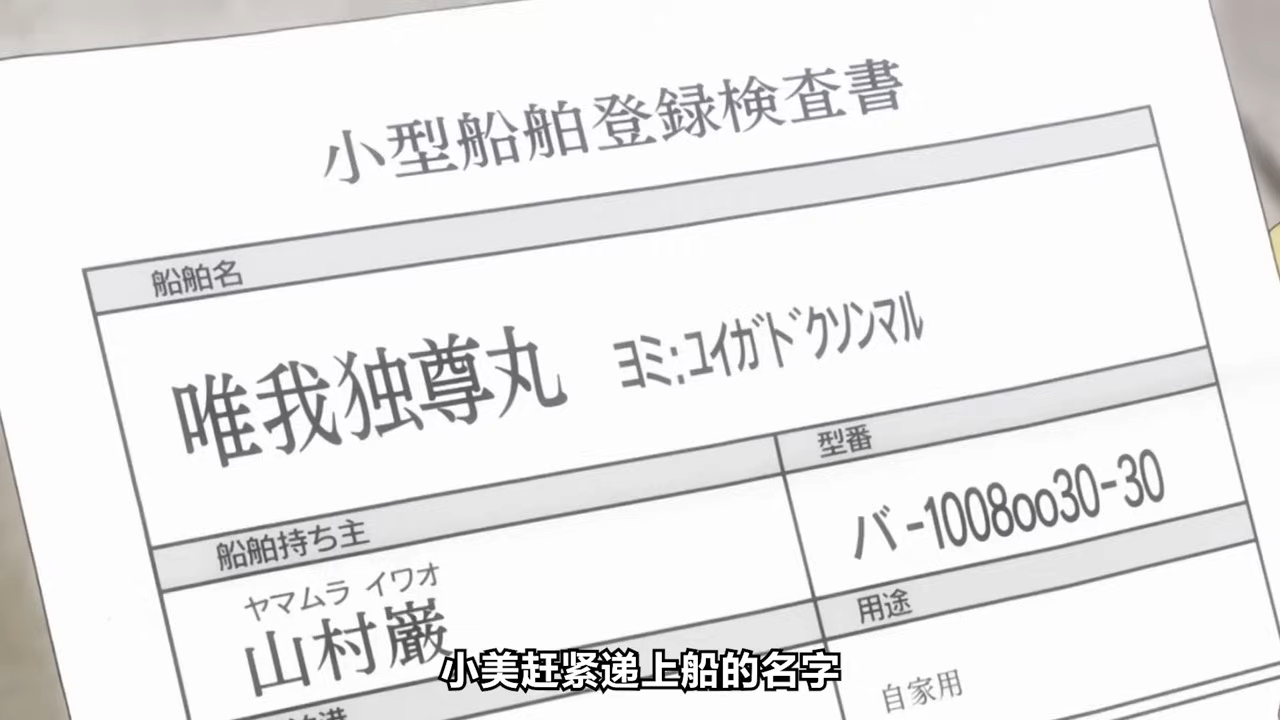 小型船舶登録検査書
船舶名
唯我独尊丸 ヨミ:ユイガドクソンマル
型番
バ-1008oo30-30
船舶持ち主
ヤマムラ イワオ
山村巌
用途
自家用
港
小美赶紧递上船的名字